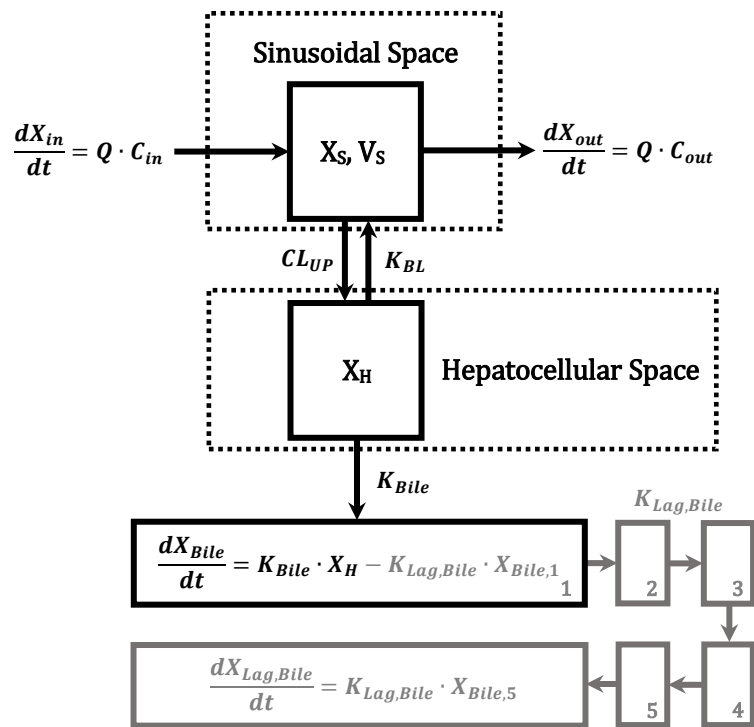 Sinusoidal Space
dX_in/dt = Q · C_in
X_S, V_S
dX_out/dt = Q · C_out
CL_UP
K_BL
X_H
Hepatocellular Space
K_Bile
K_Lag,Bile
dX_Bile/dt = K_Bile · X_H − K_Lag,Bile · X_Bile,1
1
2
3
dX_Lag,Bile/dt = K_Lag,Bile · X_Bile,5
5
4